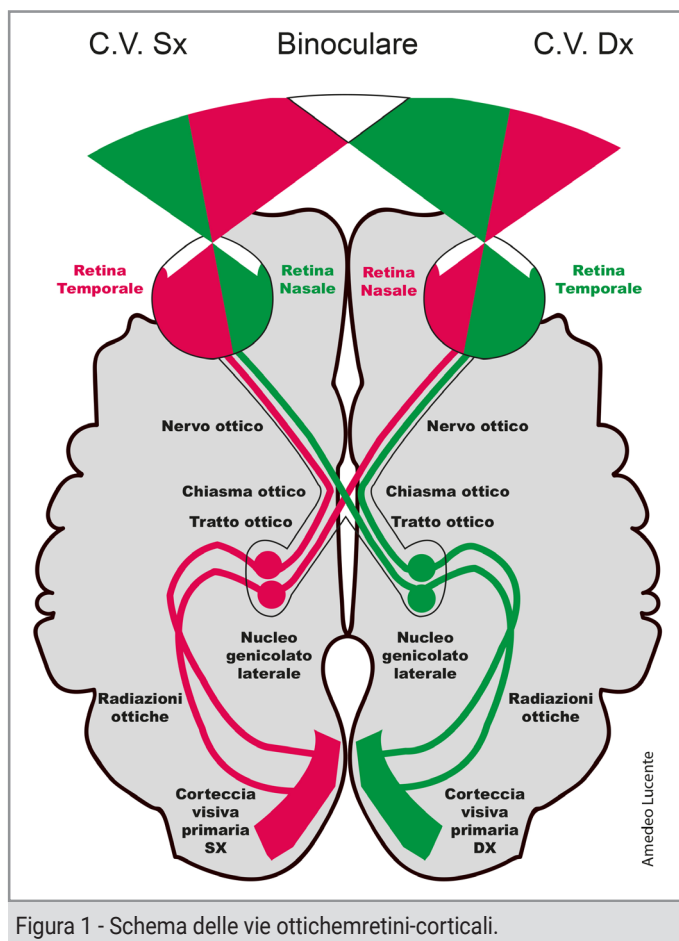 C.V. Sx Binoculare C.V. Dx
Retina
Temporale
Retina
Nasale
Retina
Nasale
Retina
Temporale
Nervo ottico
Nervo ottico
Chiasma ottico
Chiasma ottico
Tratto ottico
Tratto ottico
Nucleo
genicolato
laterale
Nucleo
genicolato
laterale
Radiazioni
ottiche
Radiazioni
ottiche
Corteccia
visiva
primaria
SX
Corteccia
visiva
primaria
DX
Amedeo Lucente
Figura 1 - Schema delle vie ottichemretini-corticali.